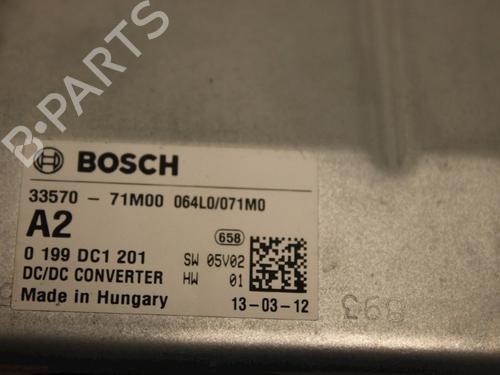 B-PARTS
BOSCH
33570 - 71M00 064L0/071M0
A2
658
0 199 DC1 201 SW 05V02
DC/DC CONVERTER HW 01
Made in Hungary 13-03-12